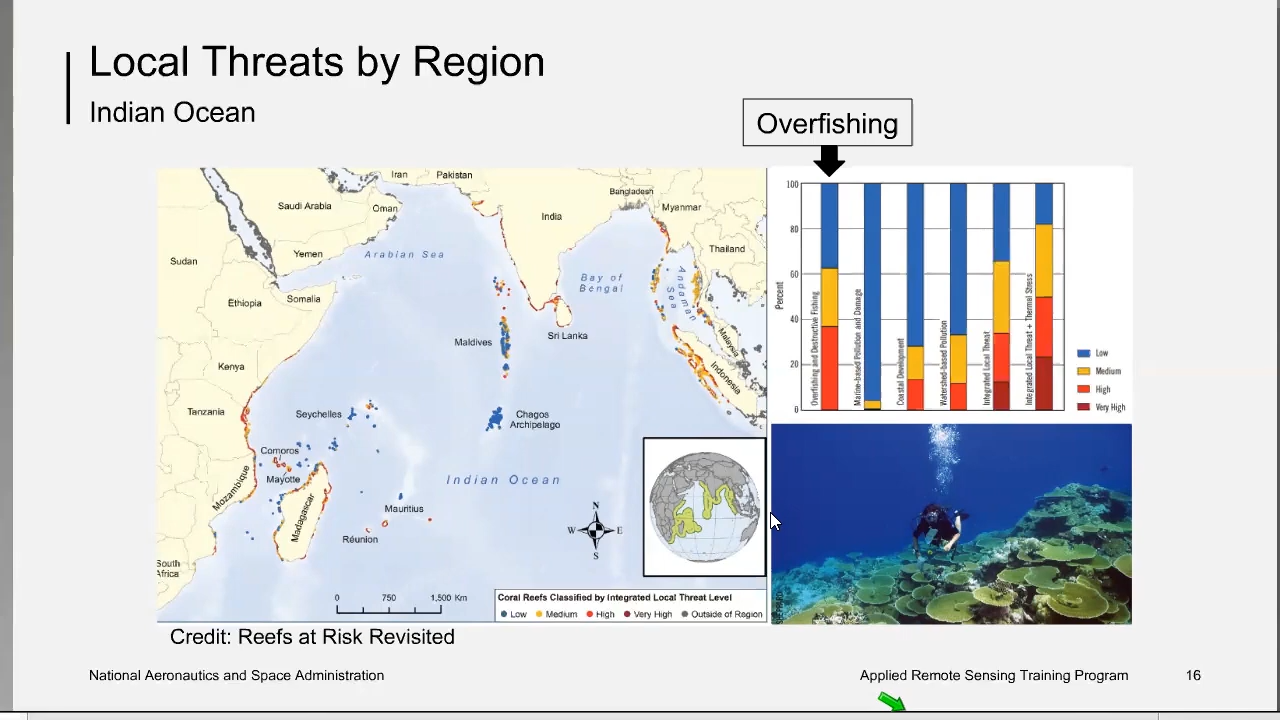 Local Threats by Region
Indian Ocean
Overfishing
Iran
Pakistan
Bangladesh
Saudi Arabia
Oman
India
Myanmar
Sudan
Yemen
Arabian Sea
Bay of
Bengal
Andaman
Sea
Thailand
Ethiopia
Somalia
Maldives
Sri Lanka
Malaysia
Kenya
Indonesia
Tanzania
Seychelles
Chagos
Archipelago
Comoros
Mayotte
Mozambique
Indian Ocean
Madagascar
Mauritius
Réunion
South
Africa
N
W
E
S
0 750 1,500 Km
Coral Reefs Classified by Integrated Local Threat Level
Low Medium High Very High Outside of Region
Percent
100
80
60
40
20
0
Overfishing and Destructive Fishing
Marine-based Pollution and Damage
Coastal Development
Watershed-based Pollution
Integrated Local Threat
Integrated Local Threat + Thermal Stress
Low
Medium
High
Very High
Credit: Reefs at Risk Revisited
National Aeronautics and Space Administration
Applied Remote Sensing Training Program
16